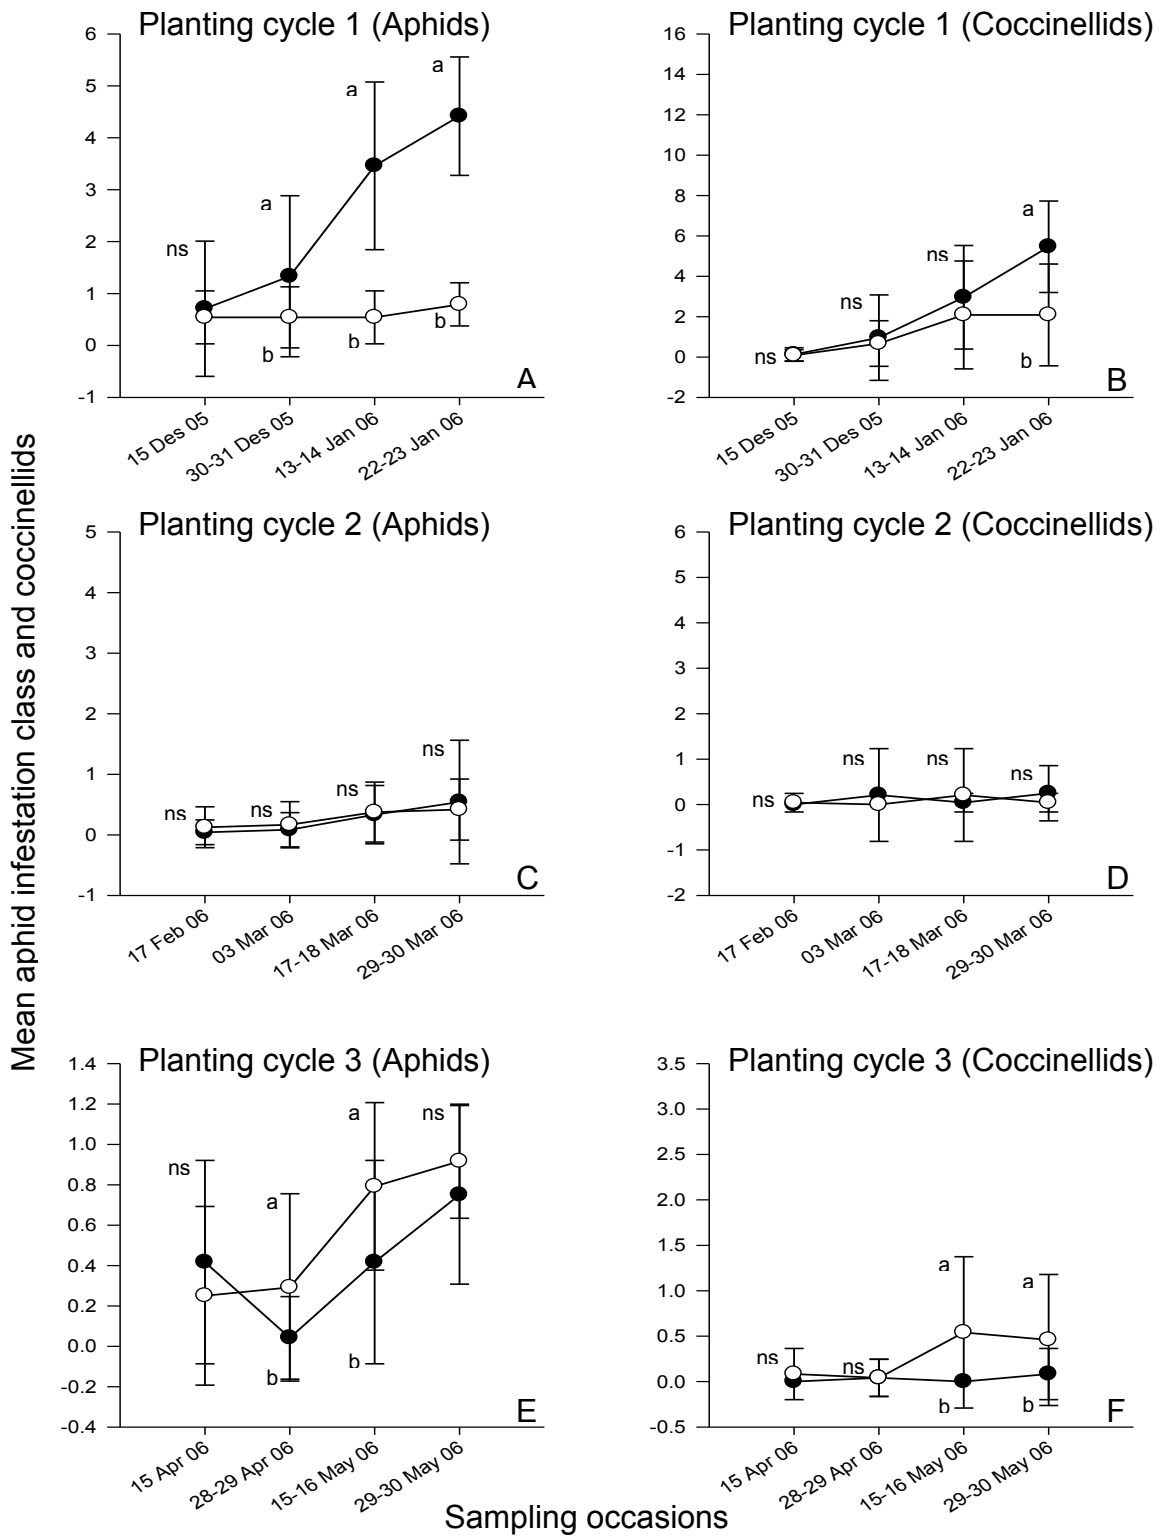 Mean aphid infestation class and coccinellids
Planting cycle 1 (Aphids)
6
5
4
3
2
1
0
-1
ns
a
b
a
b
a
b
A
15 Des 05
30-31 Des 05
13-14 Jan 06
22-23 Jan 06
Planting cycle 1 (Coccinellids)
16
14
12
10
8
6
4
2
0
-2
ns
ns
ns
a
b
B
15 Des 05
30-31 Des 05
13-14 Jan 06
22-23 Jan 06
Planting cycle 2 (Aphids)
5
4
3
2
1
0
-1
ns
ns
ns
ns
C
17 Feb 06
03 Mar 06
17-18 Mar 06
29-30 Mar 06
Planting cycle 2 (Coccinellids)
6
5
4
3
2
1
0
-1
-2
ns
ns
ns
ns
D
17 Feb 06
03 Mar 06
17-18 Mar 06
29-30 Mar 06
Planting cycle 3 (Aphids)
1.4
1.2
1.0
0.8
0.6
0.4
0.2
0.0
-0.2
-0.4
ns
a
b
a
b
ns
E
15 Apr 06
28-29 Apr 06
15-16 May 06
29-30 May 06
Planting cycle 3 (Coccinellids)
3.5
3.0
2.5
2.0
1.5
1.0
0.5
0.0
-0.5
ns
ns
a
b
a
b
F
15 Apr 06
28-29 Apr 06
15-16 May 06
29-30 May 06
Sampling occasions